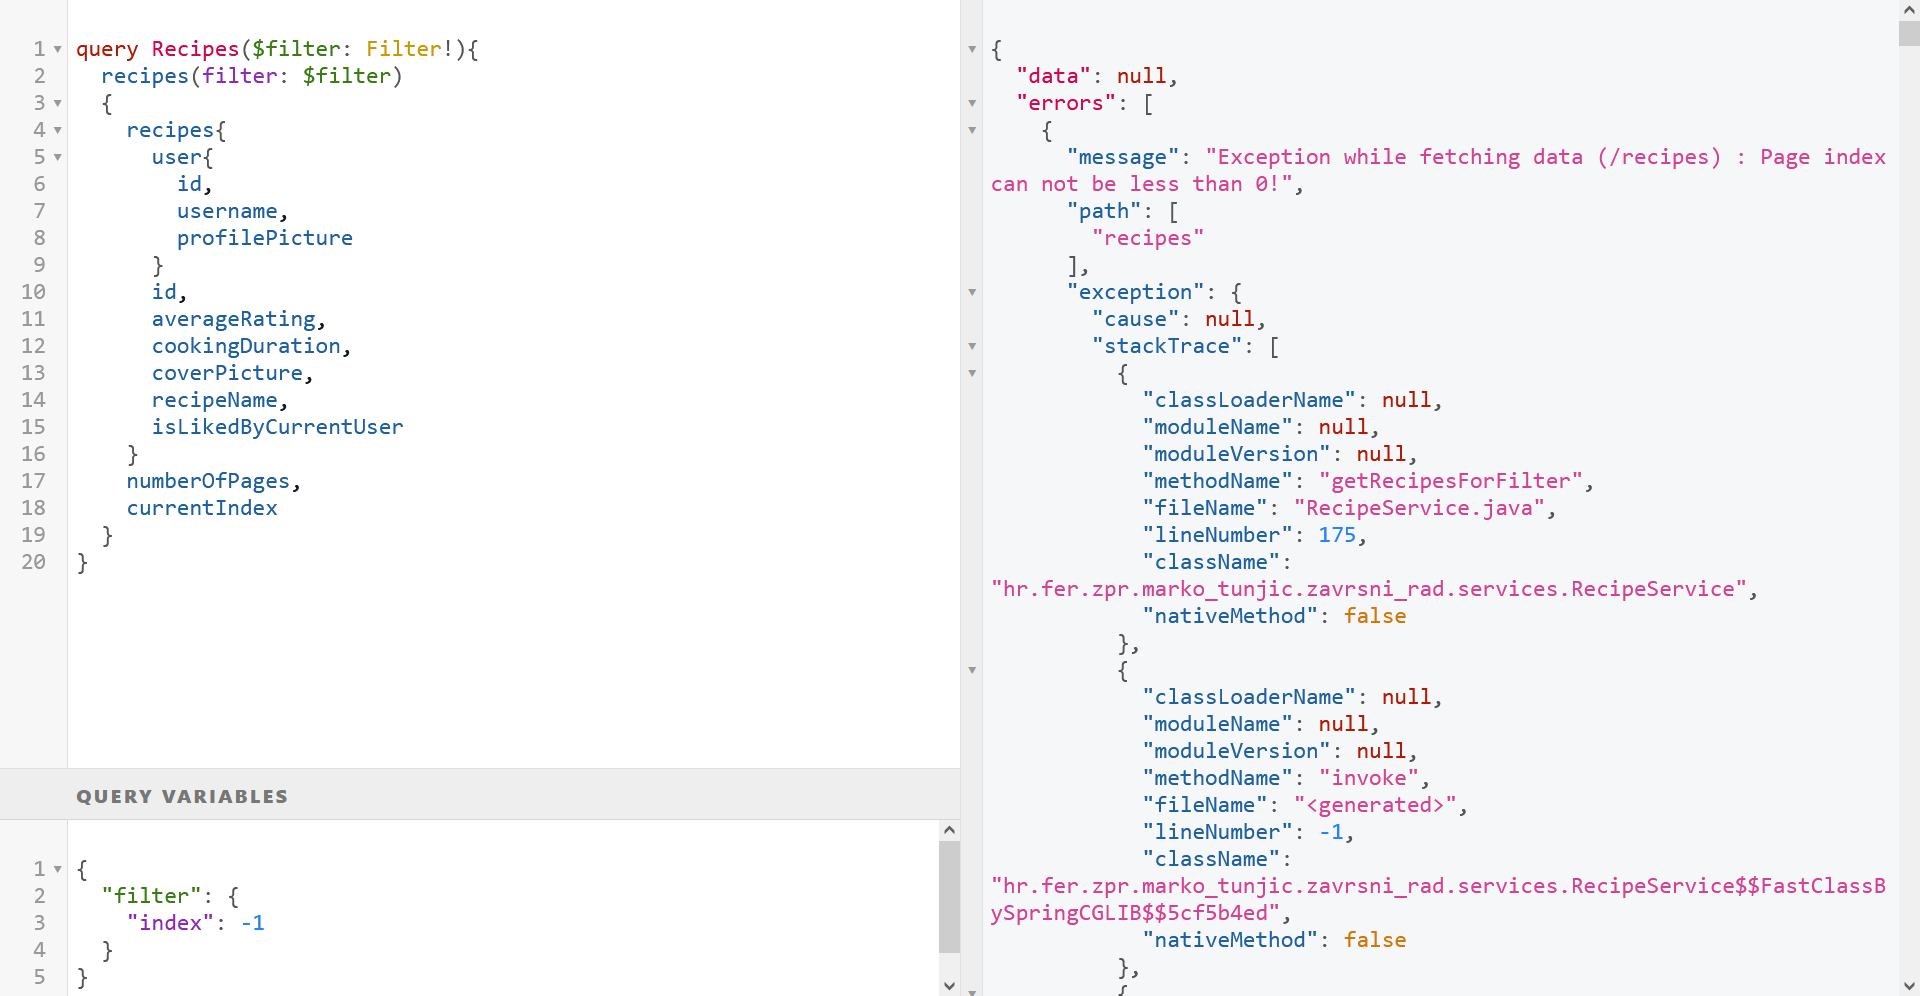 1 query Recipes($filter: Filter!){
2   recipes(filter: $filter)
3   {
4     recipes{
5       user{
6         id,
7         username,
8         profilePicture
9       }
10       id,
11       averageRating,
12       cookingDuration,
13       coverPicture,
14       recipeName,
15       isLikedByCurrentUser
16     }
17     numberOfPages,
18     currentIndex
19   }
20 }
QUERY VARIABLES
1 {
2   "filter": {
3     "index": -1
4   }
5 }
{
  "data": null,
  "errors": [
    {
      "message": "Exception while fetching data (/recipes) : Page index
can not be less than 0!",
      "path": [
        "recipes"
      ],
      "exception": {
        "cause": null,
        "stackTrace": [
          {
            "classLoaderName": null,
            "moduleName": null,
            "moduleVersion": null,
            "methodName": "getRecipesForFilter",
            "fileName": "RecipeService.java",
            "lineNumber": 175,
            "className":
"hr.fer.zpr.marko_tunjic.zavrsni_rad.services.RecipeService",
            "nativeMethod": false
          },
          {
            "classLoaderName": null,
            "moduleName": null,
            "moduleVersion": null,
            "methodName": "invoke",
            "fileName": "<generated>",
            "lineNumber": -1,
            "className":
"hr.fer.zpr.marko_tunjic.zavrsni_rad.services.RecipeService$$FastClassB
ySpringCGLIB$$5cf5b4ed",
            "nativeMethod": false
          },
          {